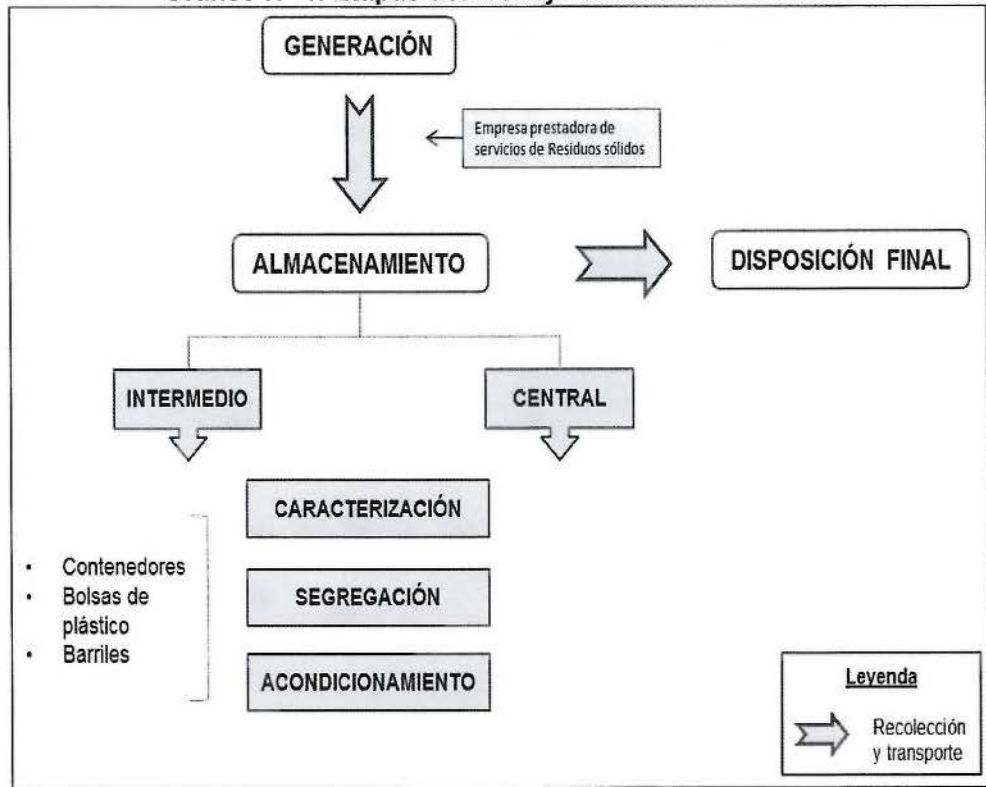 GENERACIÓN
Empresa prestadora de
servicios de Residuos sólidos
ALMACENAMIENTO
DISPOSICIÓN FINAL
INTERMEDIO
CENTRAL
CARACTERIZACIÓN
SEGREGACIÓN
ACONDICIONAMIENTO
• Contenedores
• Bolsas de
plástico
• Barriles
Leyenda
Recolección
y transporte